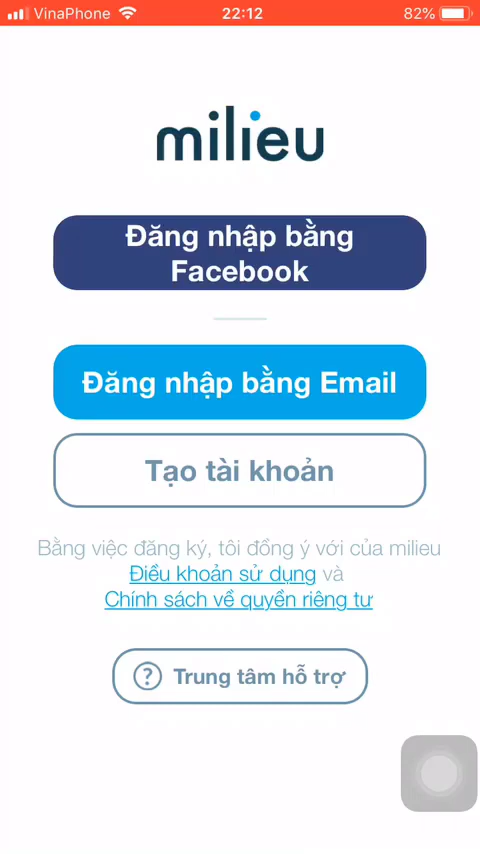 VinaPhone
22:12
82%
milieu
Đăng nhập bằng
Facebook
Đăng nhập bằng Email
Tạo tài khoản
Bằng việc đăng ký, tôi đồng ý với của milieu
Điều khoản sử dụng và
Chính sách về quyền riêng tư
? Trung tâm hỗ trợ